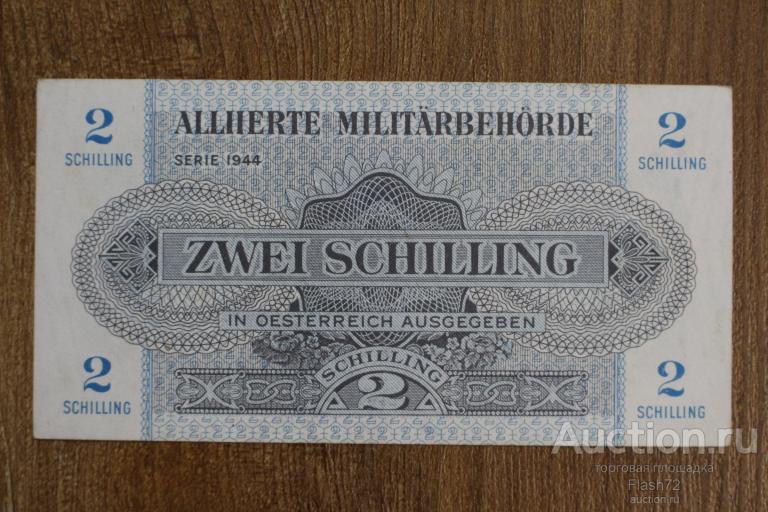 2
SCHILLING
ALLIIERTE MILITÄRBEHÖRDE
2
SCHILLING
SERIE 1944
ZWEI SCHILLING
IN OESTERREICH AUSGEGEBEN
2
SCHILLING
SCHILLING
2
2
SCHILLING
Auction.ru
торговая площадка
Flash72
auction.ru